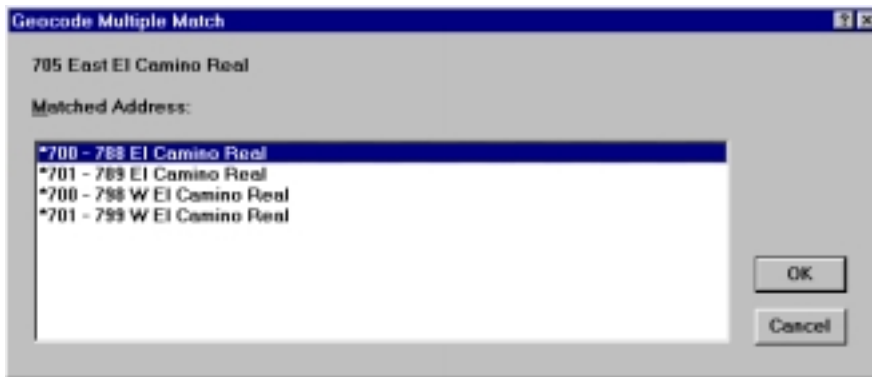 Geocode Multiple Match
705 East El Camino Real
Matched Address:
*700 - 788 El Camino Real
*701 - 789 El Camino Real
*700 - 798 W El Camino Real
*701 - 799 W El Camino Real
OK
Cancel